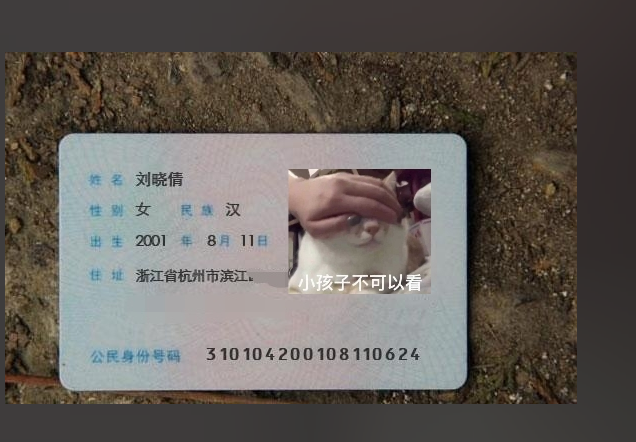 姓名 刘晓倩
性别 女 民族 汉
出生 2001 年 8 月 11 日
住址 浙江省杭州市滨江
小孩子不可以看
公民身份号码 310104200108110624